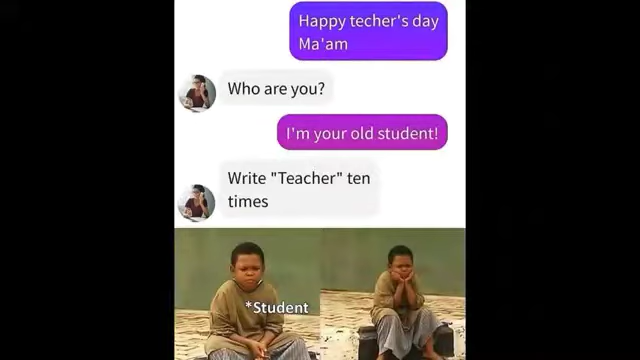 Happy techer's day
Ma'am
Who are you?
I'm your old student!
Write "Teacher" ten
times
*Student